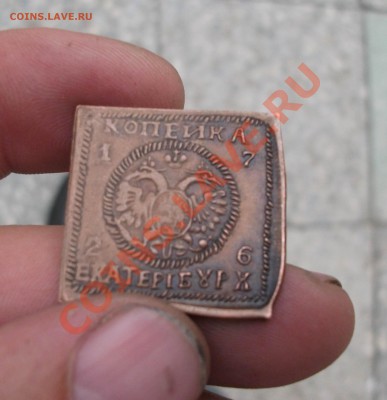 COINS.LAVE.RU
КОПЕИКА
1 7
2 6
ЕКАТЕРIБУРХ
COINS.LAVE.RU